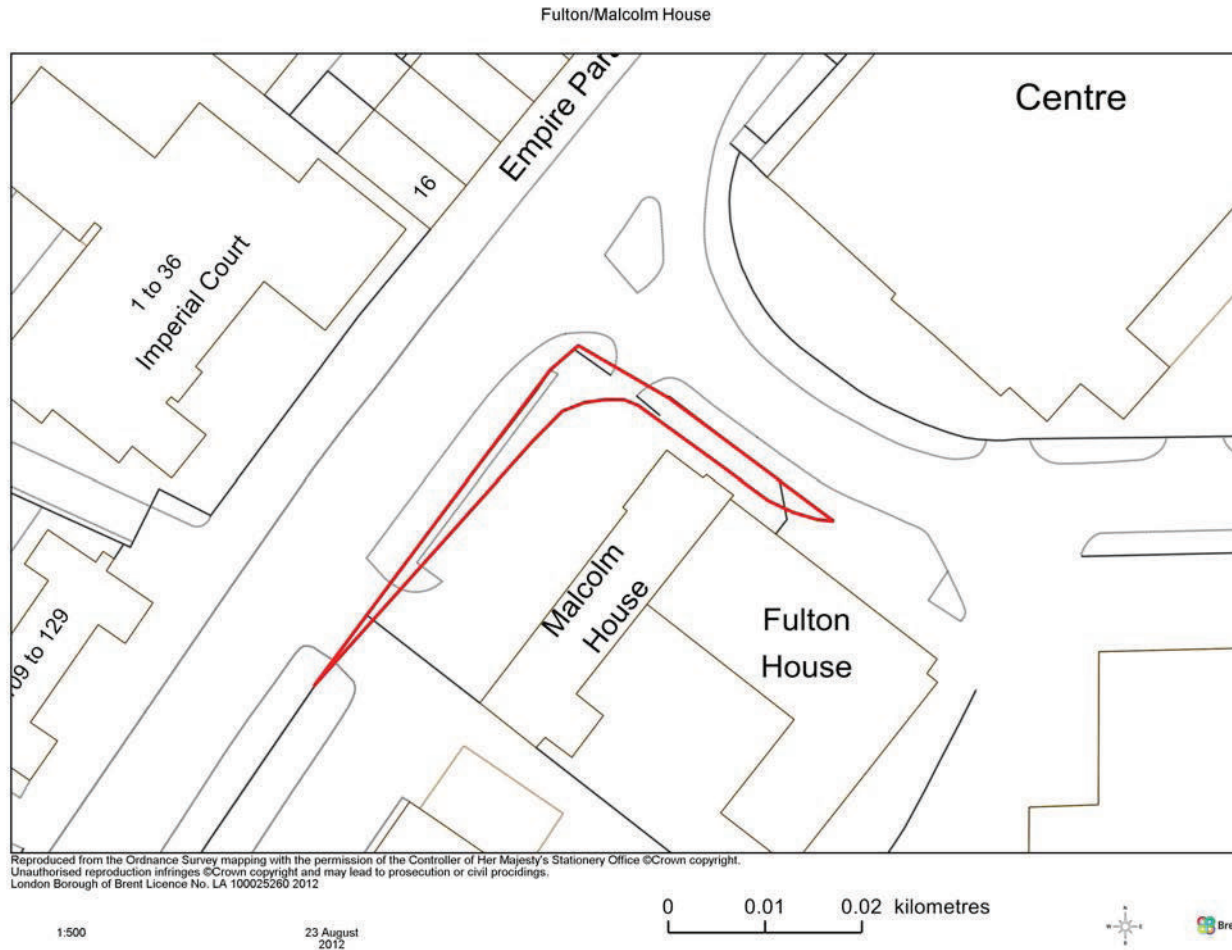 Fulton/Malcolm House
Empire Para
Centre
16
1 to 36
Imperial Court
09 to 129
Malcolm
House
Fulton
House
Reproduced from the Ordnance Survey mapping with the permission of the Controller of Her Majesty's Stationery Office ©Crown copyright.
Unauthorised reproduction infringes ©Crown copyright and may lead to prosecution or civil procidings.
London Borough of Brent Licence No. LA 100025260 2012
0 0.01 0.02 kilometres
1:500
23 August
2012
N
W E
S
Bre